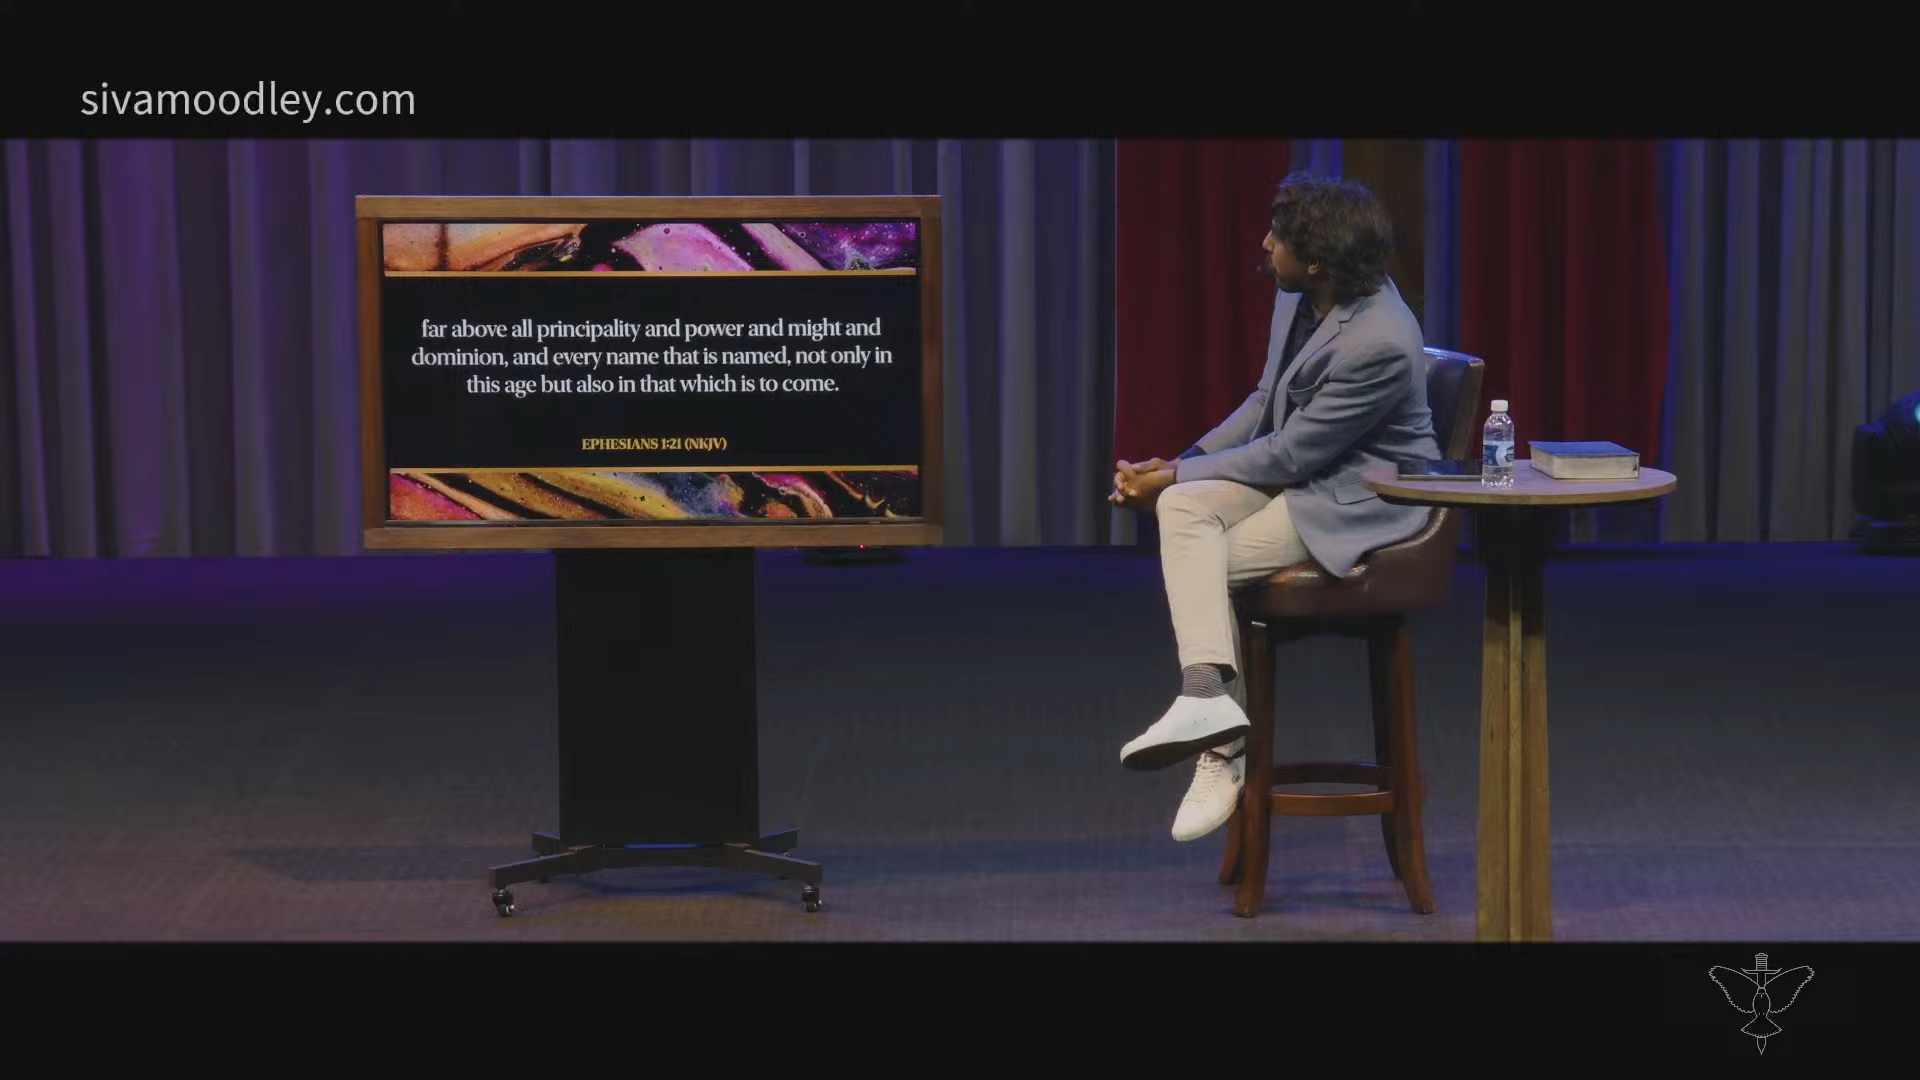 sivamoodley.com
far above all principality and power and might and
dominion, and every name that is named, not only in
this age but also in that which is to come.
EPHESIANS 1:21 (NKJV)